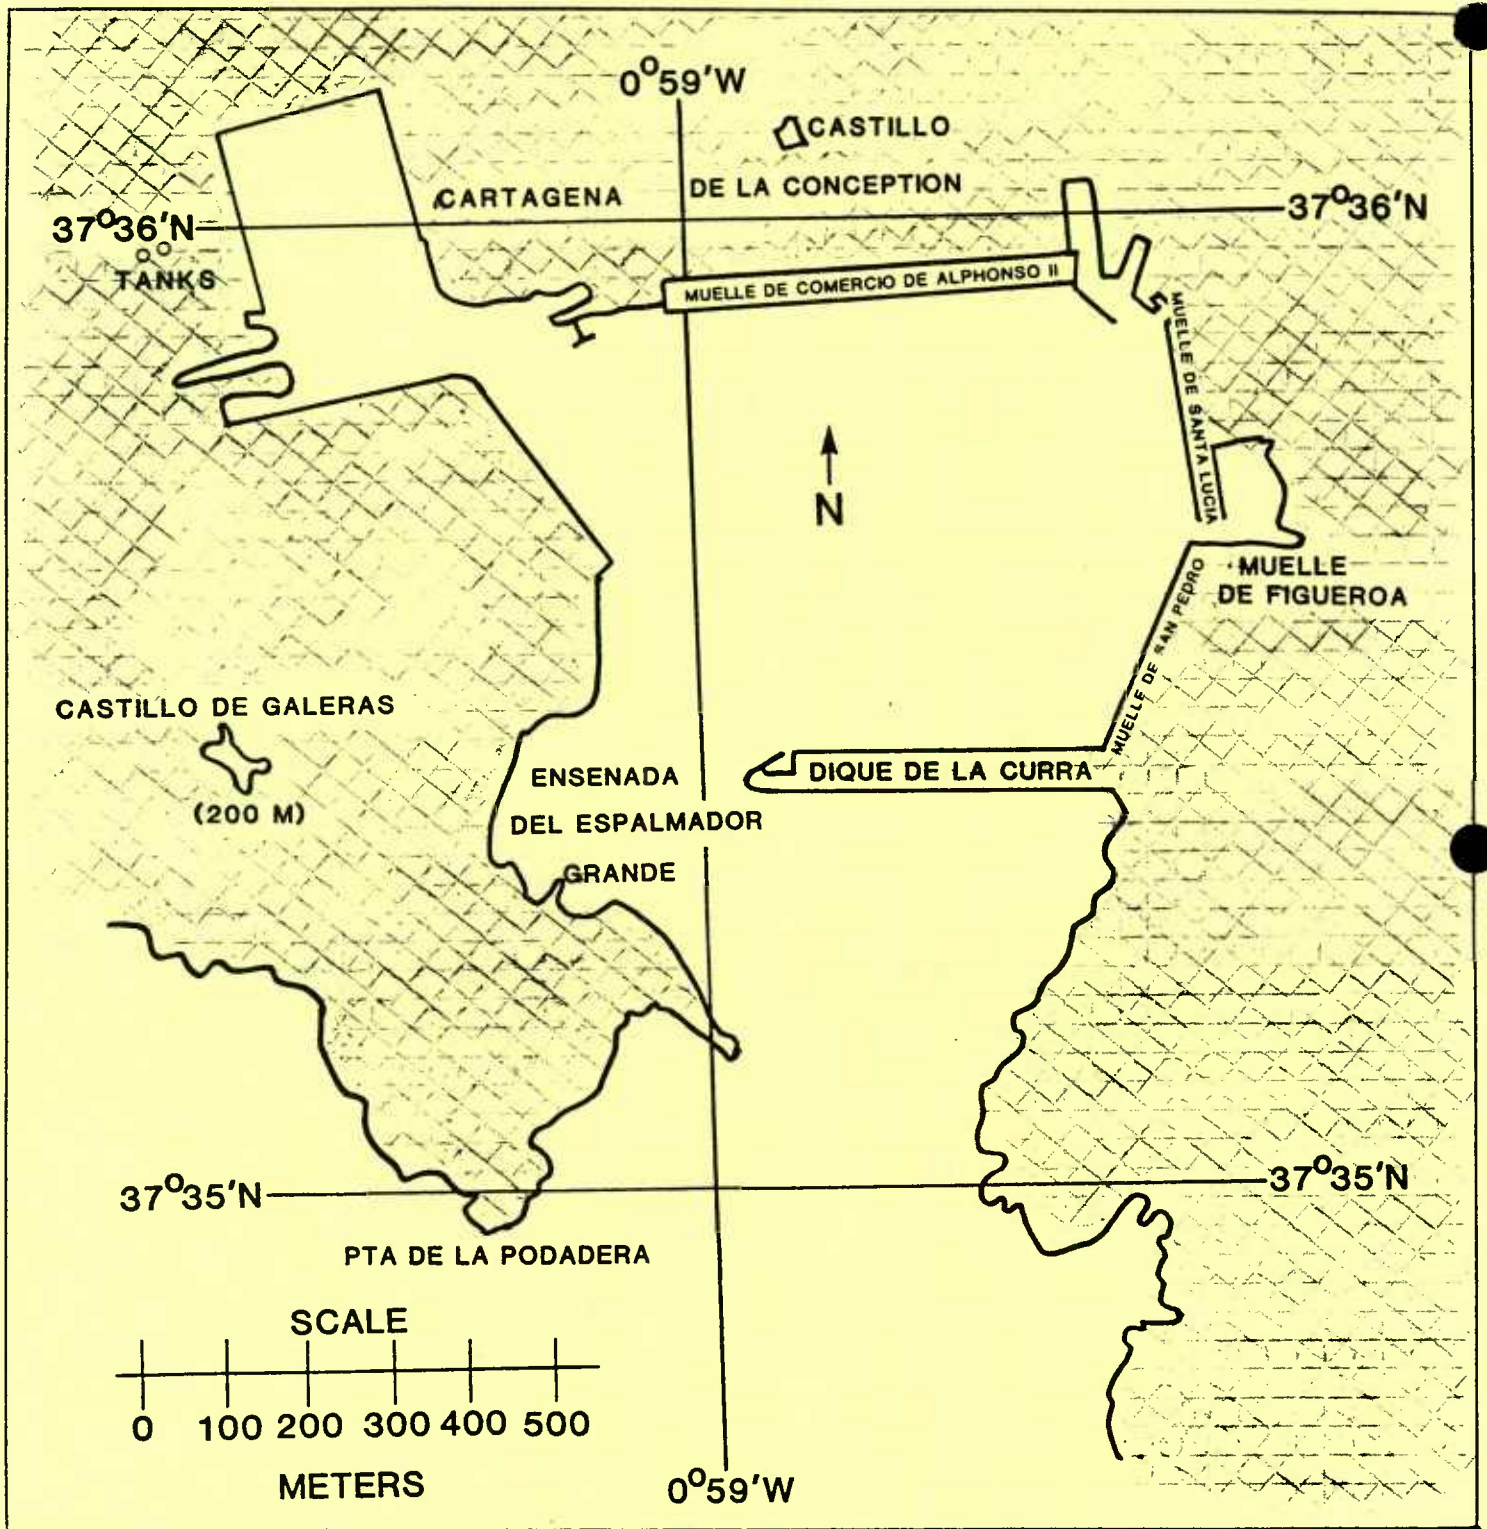 0°59'W
CASTILLO
DE LA CONCEPTION
CARTAGENA
37°36'N
37°36'N
TANKS
MUELLE DE COMERCIO DE ALPHONSO II
MUELLE DE SANTA LUCIA
N
MUELLE
DE FIGUEROA
MUELLE DE SAN PEDRO
CASTILLO DE GALERAS
(200 M)
ENSENADA
DEL ESPALMADOR
GRANDE
DIQUE DE LA CURRA
37°35'N
37°35'N
PTA DE LA PODADERA
SCALE
0 100 200 300 400 500
METERS
0°59'W